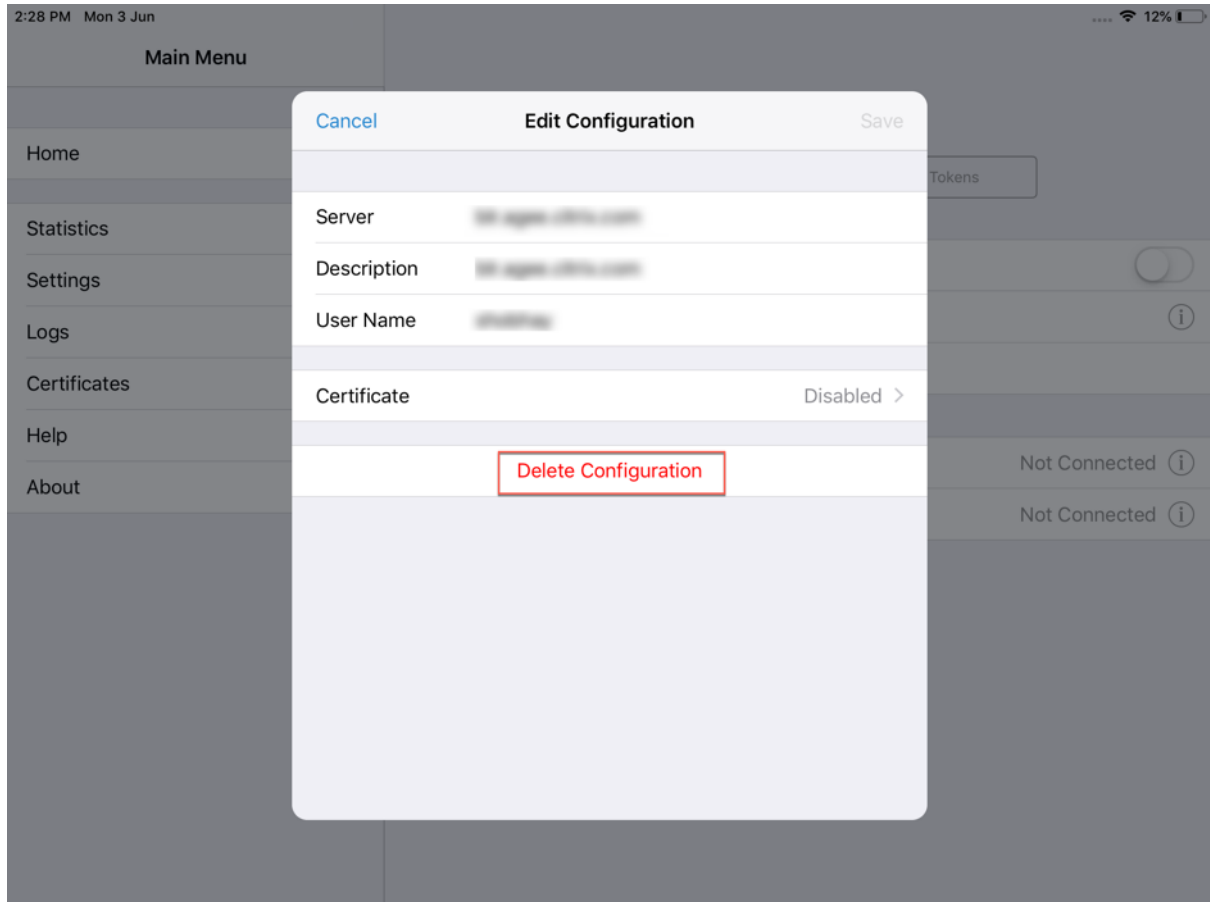 2:28 PM Mon 3 Jun
12%
Main Menu
Cancel
Edit Configuration
Save
Home
Tokens
Server
Statistics
Description
Settings
User Name
Logs
Certificates
Certificate
Disabled
Help
Delete Configuration
Not Connected
About
Not Connected